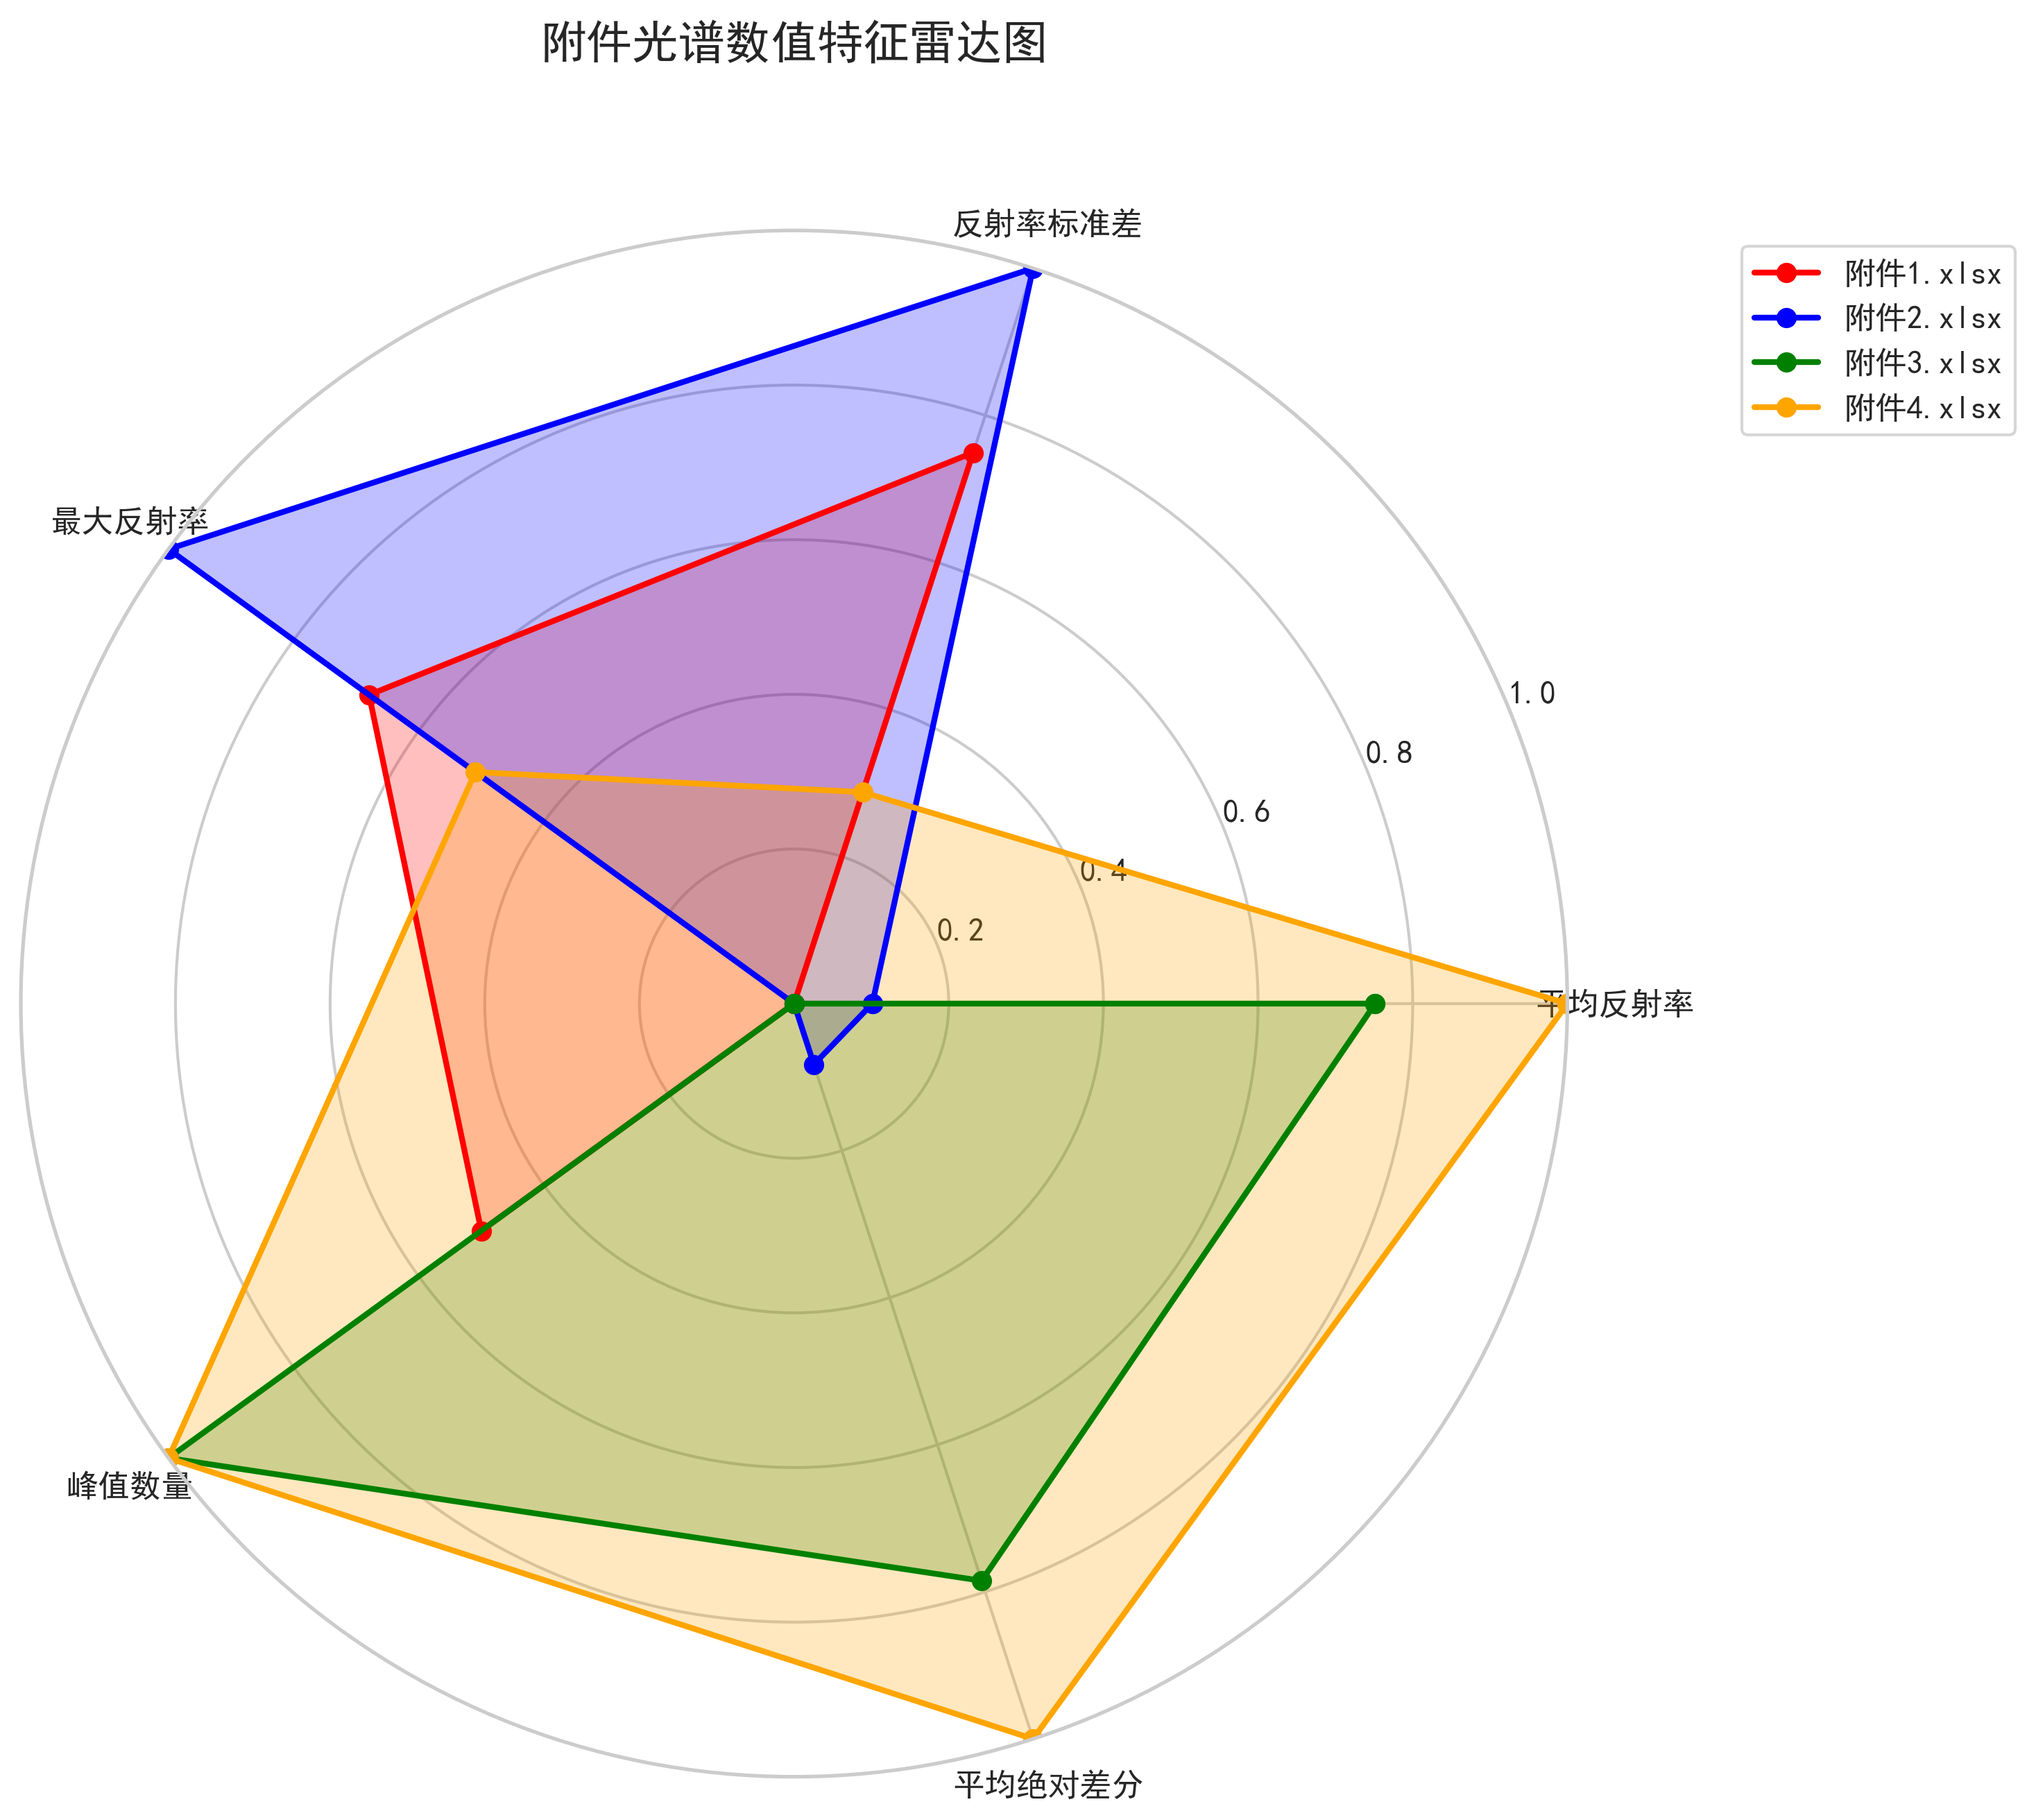 附件光谱数值特征雷达图
反射率标准差
附件1.xlsx
附件2.xlsx
附件3.xlsx
附件4.xlsx
最大反射率
1.0
0.8
0.6
0.4
0.2
平均反射率
峰值数量
平均绝对差分